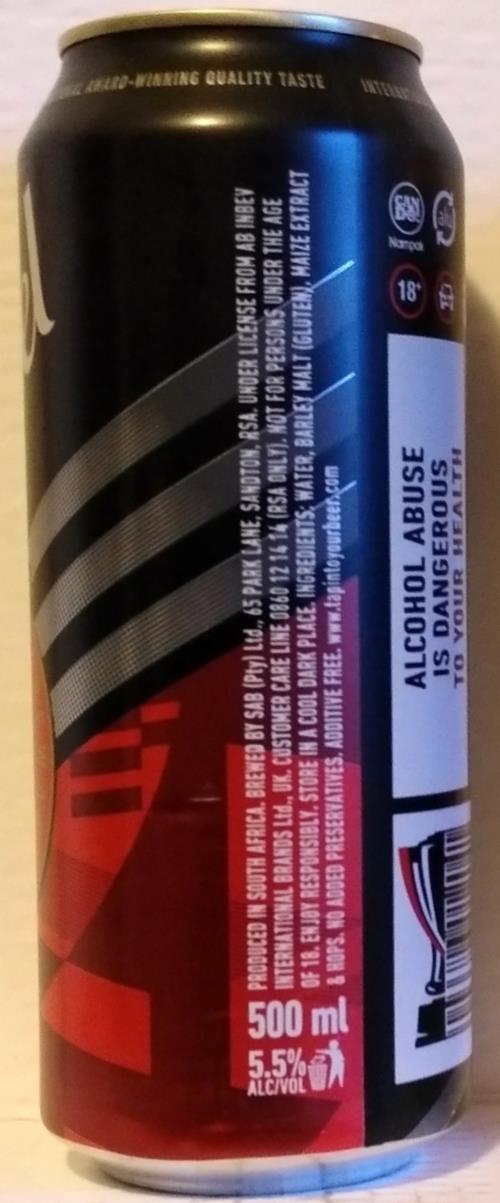 AWARD-WINNING QUALITY TASTE
PRODUCED IN SOUTH AFRICA. BREWED BY SAB (Pty) Ltd., 65 PARK LANE, SANDTON, RSA. UNDER LICENSE FROM AB INBEV
INTERNATIONAL BRANDS Ltd., UK. CUSTOMER CARE LINE 0860 12 14 14 (RSA ONLY). NOT FOR PERSONS UNDER THE AGE
OF 18. ENJOY RESPONSIBLY. STORE IN A COOL DARK PLACE. INGREDIENTS: WATER, BARLEY MALT (GLUTEN), MAIZE EXTRACT
& HOPS. NO ADDED PRESERVATIVES. ADDITIVE FREE. www.tapintoyourbeer.com
500 ml
5.5%
ALC/VOL
Nampak
alu
18+
ALCOHOL ABUSE
IS DANGEROUS
TO YOUR HEALTH